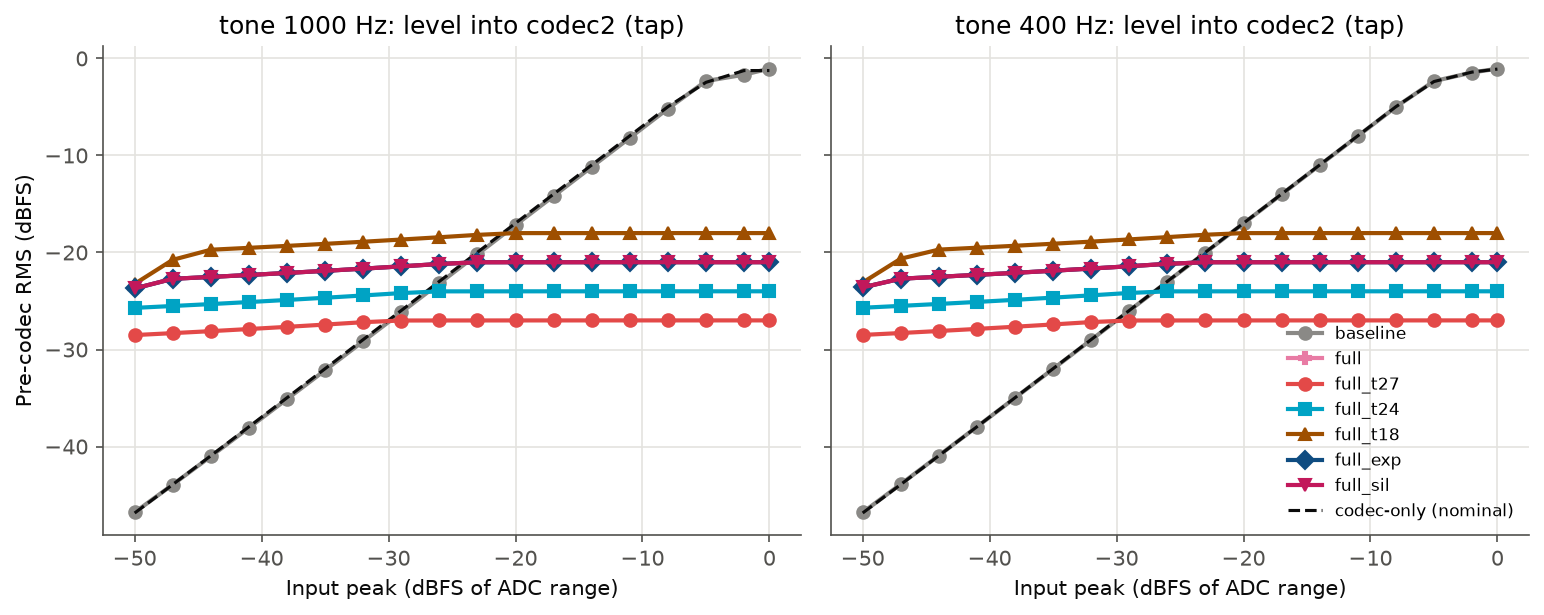 tone 1000 Hz: level into codec2 (tap)
tone 400 Hz: level into codec2 (tap)
Pre-codec RMS (dBFS)
0
−10
−20
−30
−40
−50 −40 −30 −20 −10 0
−50 −40 −30 −20 −10 0
Input peak (dBFS of ADC range)
Input peak (dBFS of ADC range)
baseline
full
full_t27
full_t24
full_t18
full_exp
full_sil
codec-only (nominal)